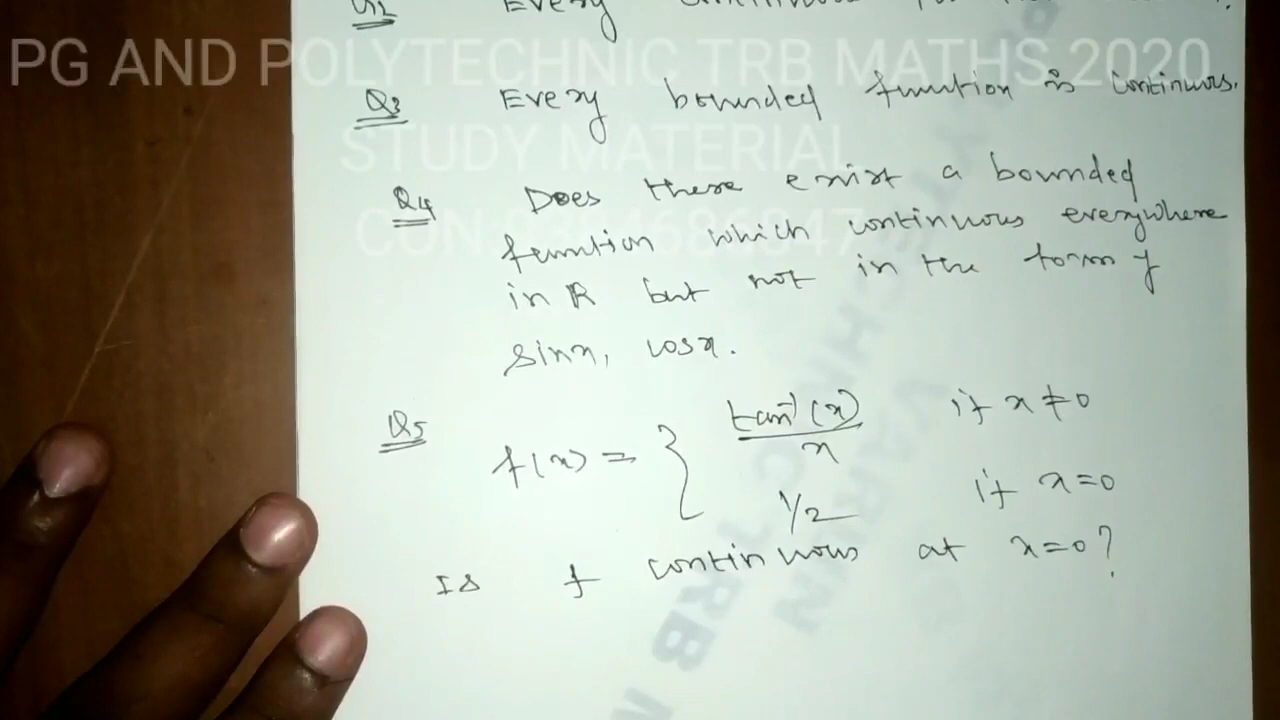 Every
PG AND POLYTECHNIC TRB MATHS 2020
Q3 Every bounded function is continuous.
STUDY MATERIAL
Q4 Does there exist a bounded
function which continuous everywhere
in R but not in the form of
sinx, cosx.
Q5 f(x) = { tan⁻¹(x)/x if x ≠ 0
1/2 if x=0
Is f continuous at x=0?